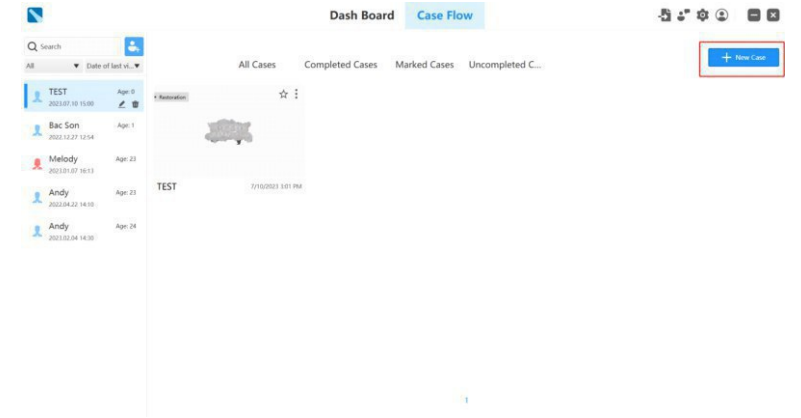 Dash Board Case Flow
Search
All Date of last vi...
All Cases Completed Cases Marked Cases Uncompleted C...
New Case
TEST Age: 0
2023.07.10 15:00
Bac Son Age: 1
2022.12.27 12:54
Melody Age: 23
2023.01.07 16:13
Andy Age: 23
2022.04.22 14:10
Andy Age: 24
2023.02.04 14:30
Restoration
TEST 7/10/2023 3:01 PM
1